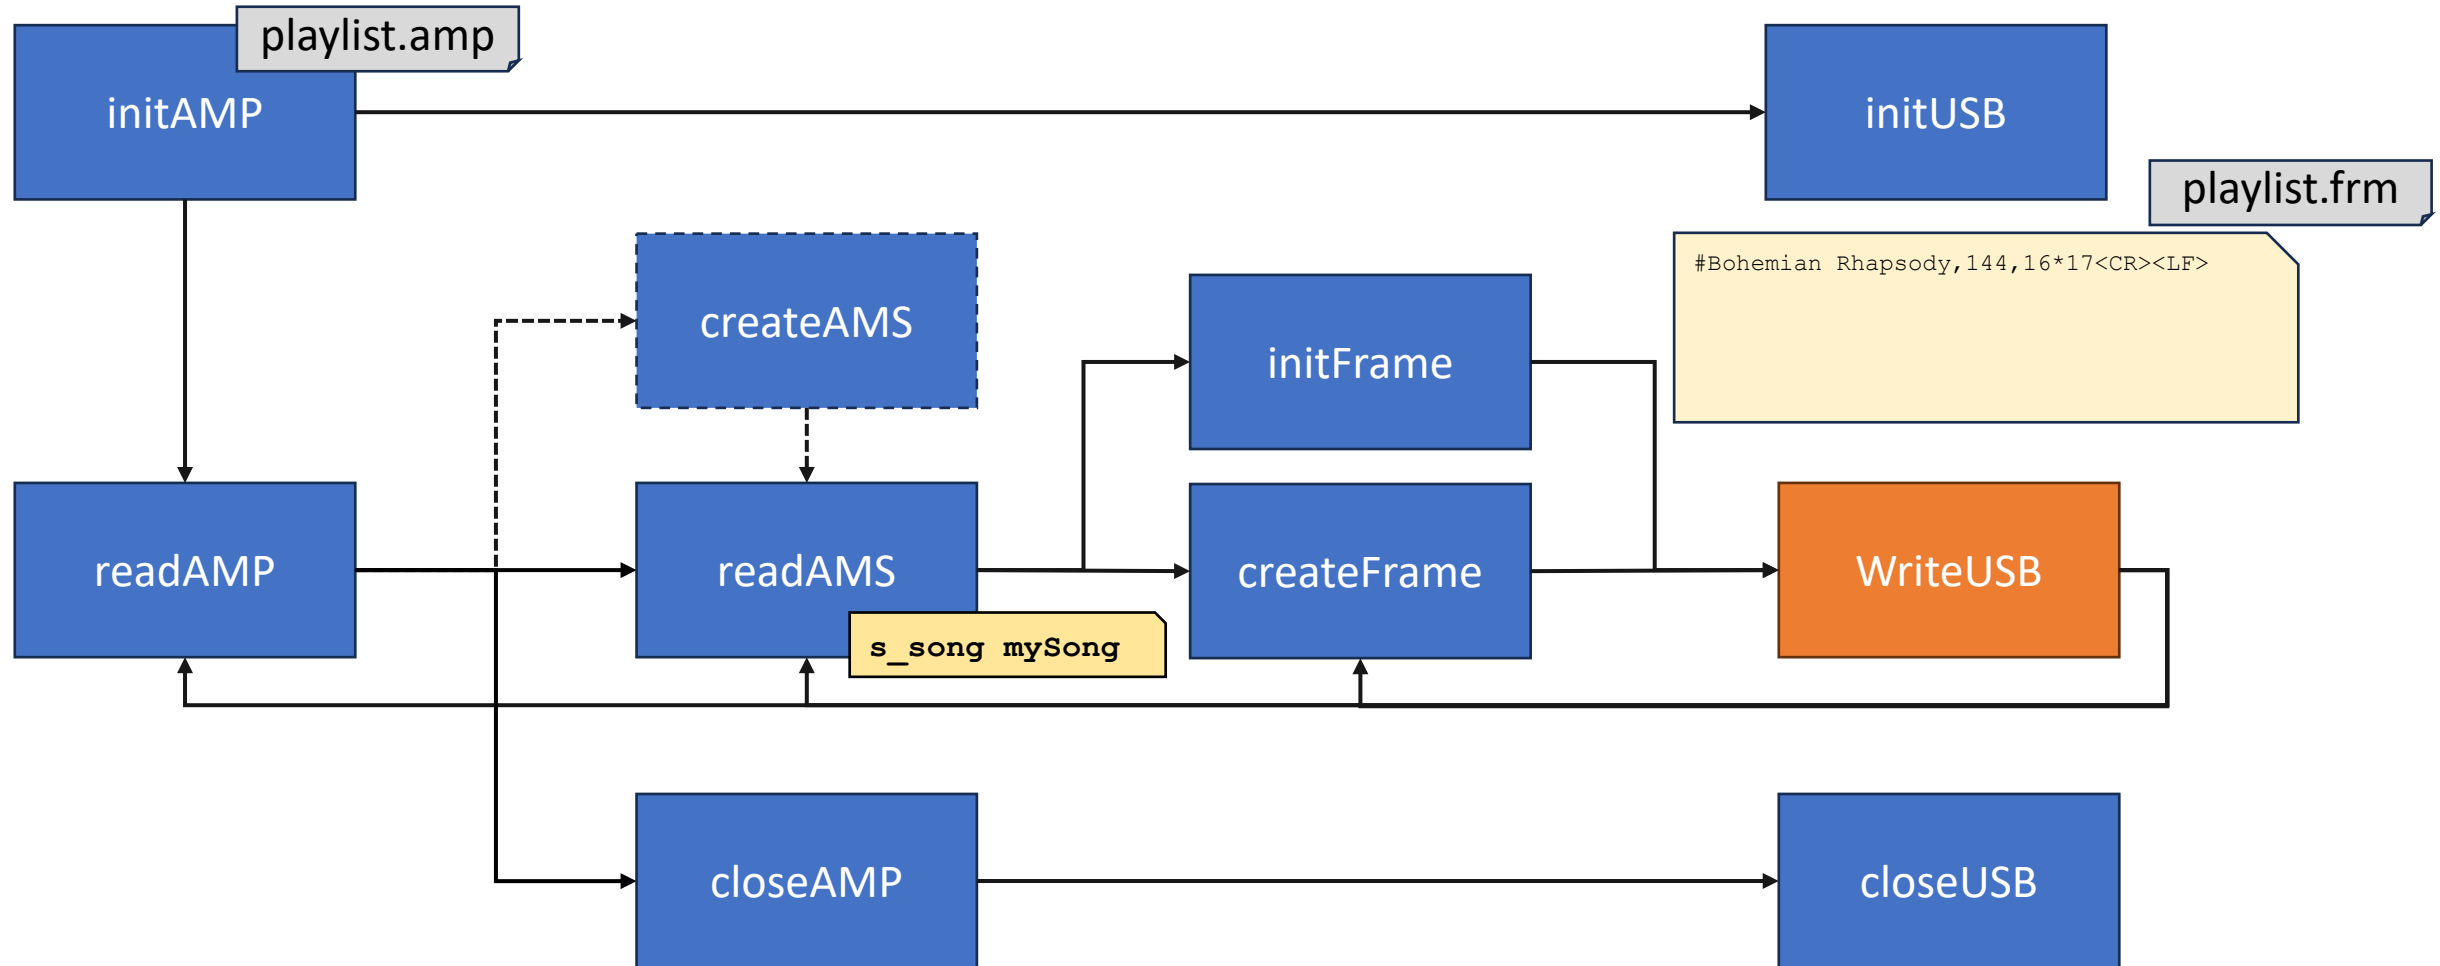 playlist.amp
initAMP
initUSB
playlist.frm
#Bohemian Rhapsody,144,16*17<CR><LF>
createAMS
initFrame
readAMP
readAMS
createFrame
WriteUSB
s_song mySong
closeAMP
closeUSB